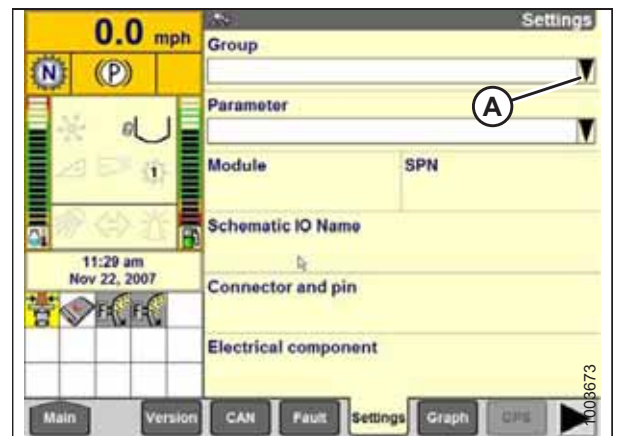 0.0 mph
Settings
N
(P)
Group
A
Parameter
1
Module
SPN
Schematic IO Name
11:29 am
Nov 22, 2007
Connector and pin
Electrical component
Main
Version
CAN
Fault
Settings
Graph
GPS
1003673